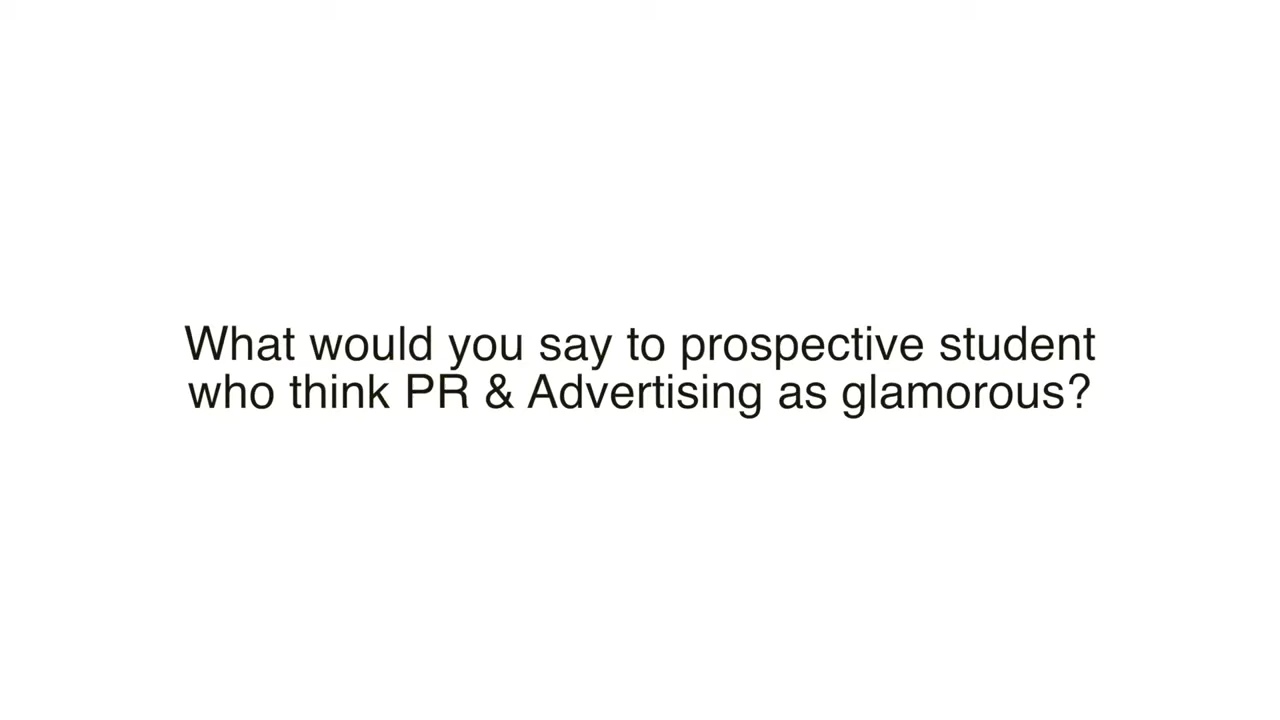 What would you say to prospective student
who think PR & Advertising as glamorous?